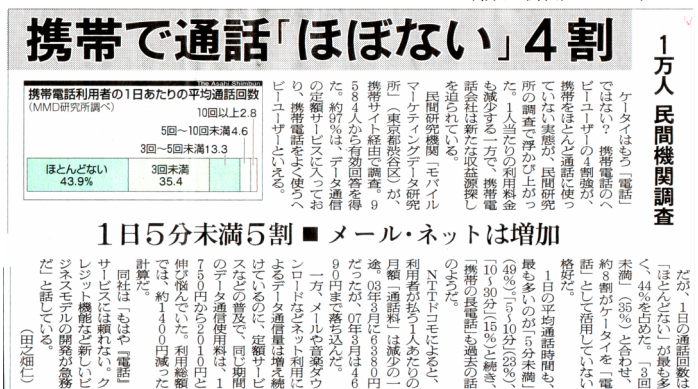 携帯で通話「ほぼない」4割
1万人 民間機関調査
ケータイはもう「電話」
ではない? 携帯電話のヘ
ビーユーザーの4割強が、
携帯をほとんど通話に使っ
ていない実態が、民間研究
所の調査で浮かび上がっ
た。1人当たりの利用料金
も減少する一方で、携帯電
話会社は新たな収益源探し
を迫られている。
民間研究機関「モバイル
マーケティングデータ研究
所」(東京都渋谷区)が、
携帯サイト経由で調査。9
584人から有効回答を得
た。約97%は、データ通信
の定額サービスに入ってお
り、携帯電話をよく使うヘ
ビーユーザーといえる。
The Asahi Shimbun
携帯電話利用者の1日あたりの平均通話回数
(MMD研究所調べ)
10回以上2.8
5回〜10回未満4.6
3回〜5回未満13.3
ほとんどない
43.9%
3回未満
35.4
1日5分未満5割■メール・ネットは増加
だが、1日の通話回数は
「ほとんどない」が最も多
く、44%を占めた。「3回
未満」(35%)と合わせ、
約8割がケータイを「電
話」として活用していない
格好だ。
1日の平均通話時間も、
最も多いのが「5分未満」
(49%)。「5〜10分」(23%)、
「10〜30分」(15%)と続き、
「携帯の長電話」も過去の話
のようだ。
NTTドコモによると、
利用者が払う1人あたりの
月額「通話料」は減少の一
途。03年3月に6380円
だったが、07年3月は46
90円まで落ち込んだ。
一方、メールや音楽ダウ
ンロードなどネット利用に
よるデータ通信量は増え続
けているのに、定額サービ
スなどの普及で、同じ期間
のデータ通信使用料は、1
750円から2010円と
伸び悩んでいた。利用総額
では、約1400円減った
計算だ。
同社は「もはや『電話』
サービスには頼れない。ク
レジット機能など新しいビ
ジネスモデルの開発が急務
だ」と話している。
(田之畑仁)